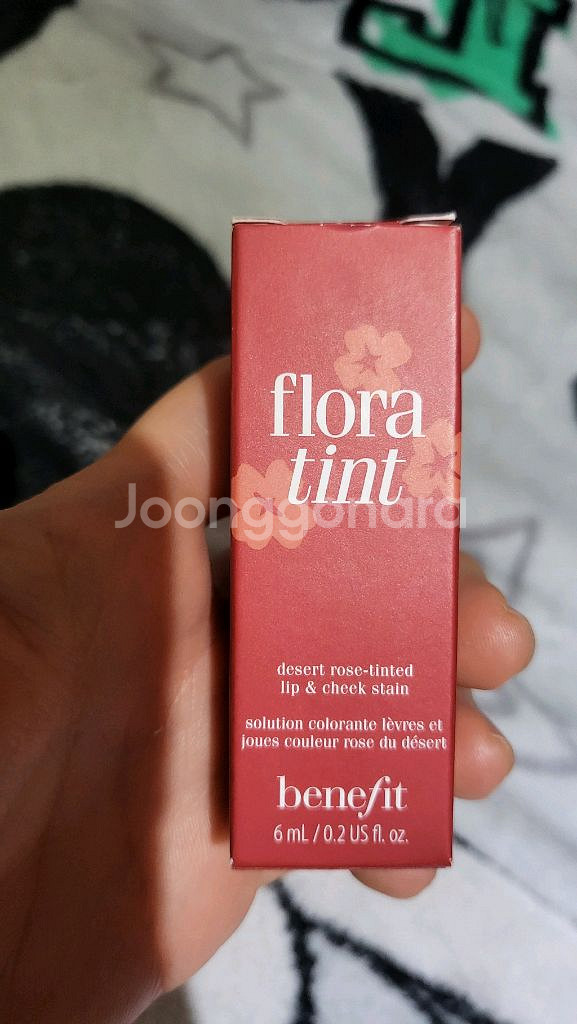 flora
tint
Joonggonara
desert rose-tinted
lip & cheek stain
solution colorante lèvres et
joues couleur rose du désert
benefit
6 mL / 0.2 US fl. oz.